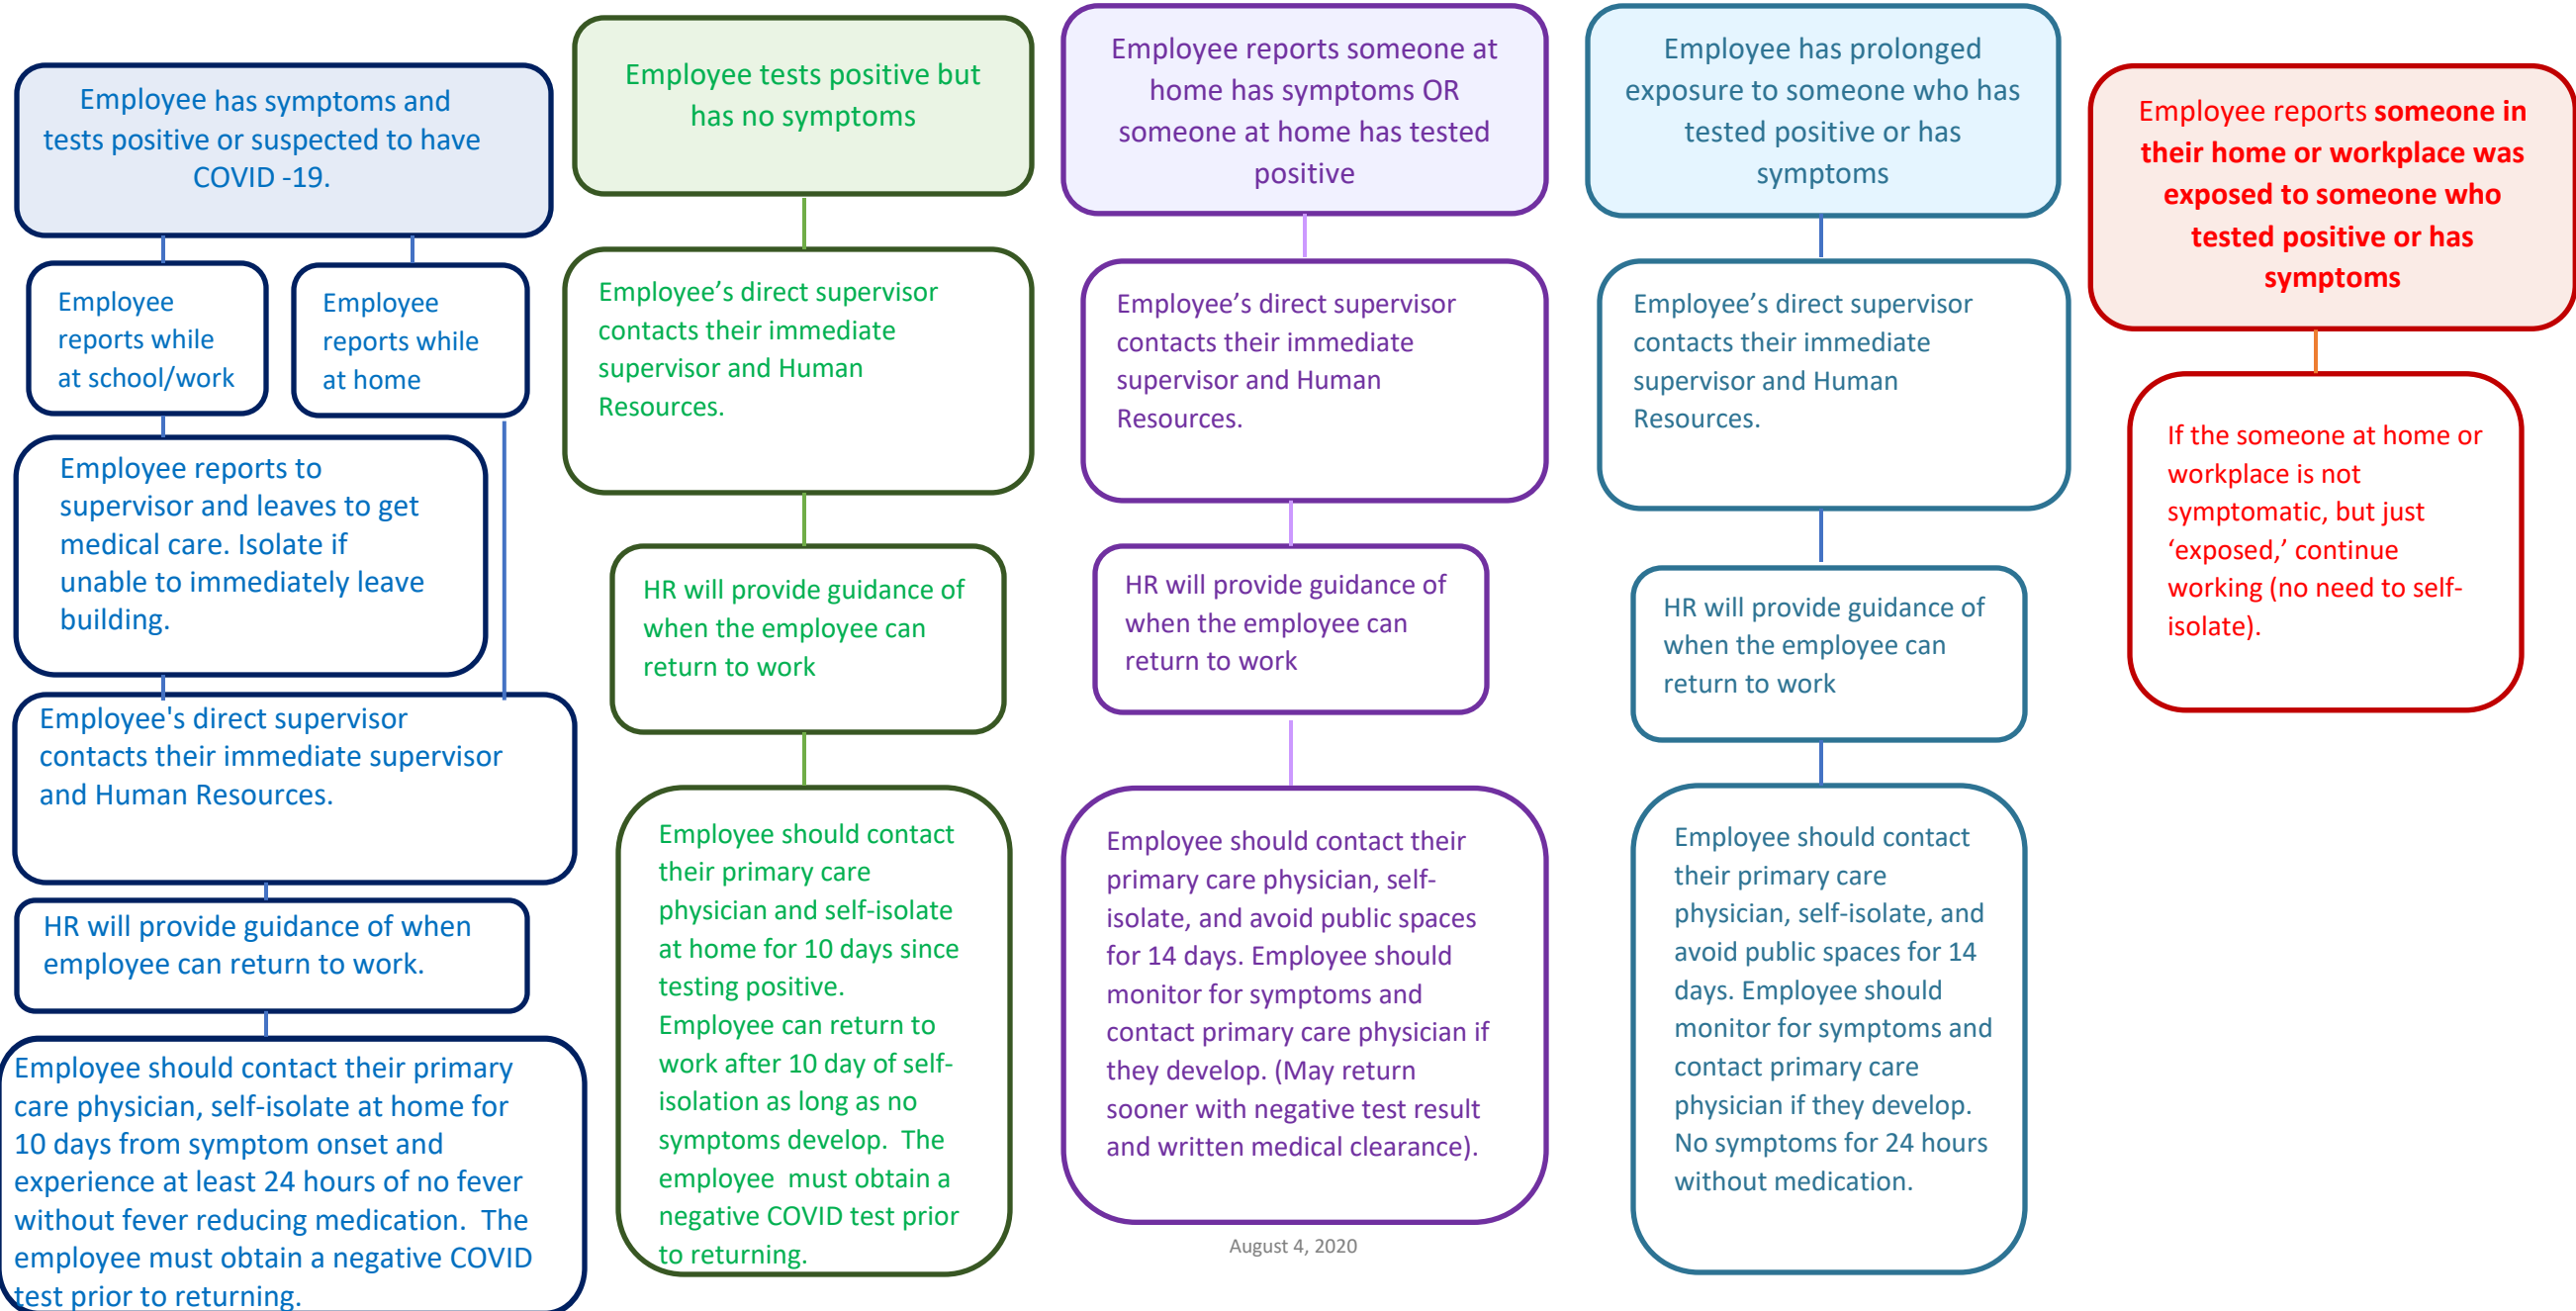 Employee has symptoms and
tests positive or suspected to have
COVID -19.
Employee
reports while
at school/work
Employee
reports while
at home
Employee reports to
supervisor and leaves to get
medical care. Isolate if
unable to immediately leave
building.
Employee's direct supervisor
contacts their immediate supervisor
and Human Resources.
HR will provide guidance of when
employee can return to work.
Employee should contact their primary
care physician, self-isolate at home for
10 days from symptom onset and
experience at least 24 hours of no fever
without fever reducing medication.  The
employee must obtain a negative COVID
test prior to returning.
Employee tests positive but
has no symptoms
Employee’s direct supervisor
contacts their immediate
supervisor and Human
Resources.
HR will provide guidance of
when the employee can
return to work
Employee should contact
their primary care
physician and self-isolate
at home for 10 days since
testing positive.
Employee can return to
work after 10 day of self-
isolation as long as no
symptoms develop.  The
employee  must obtain a
negative COVID test prior
to returning.
Employee reports someone at
home has symptoms OR
someone at home has tested
positive
Employee’s direct supervisor
contacts their immediate
supervisor and Human
Resources.
HR will provide guidance of
when the employee can
return to work
Employee should contact their
primary care physician, self-
isolate, and avoid public spaces
for 14 days. Employee should
monitor for symptoms and
contact primary care physician if
they develop. (May return
sooner with negative test result
and written medical clearance).
August 4, 2020
Employee has prolonged
exposure to someone who has
tested positive or has
symptoms
Employee’s direct supervisor
contacts their immediate
supervisor and Human
Resources.
HR will provide guidance of
when the employee can
return to work
Employee should contact
their primary care
physician, self-isolate, and
avoid public spaces for 14
days. Employee should
monitor for symptoms and
contact primary care
physician if they develop.
No symptoms for 24 hours
without medication.
Employee reports someone in
their home or workplace was
exposed to someone who
tested positive or has
symptoms
If the someone at home or
workplace is not
symptomatic, but just
‘exposed,’ continue
working (no need to self-
isolate).